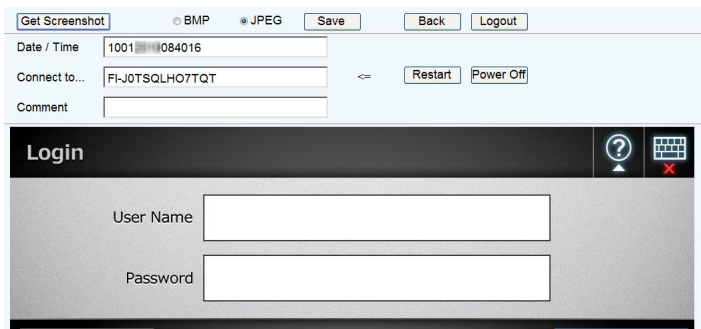 Get Screenshot BMP JPEG Save Back Logout
Date / Time 1001 084016
Connect to... FI-J0TSQLHO7TQT <= Restart Power Off
Comment
Login ?
User Name
Password